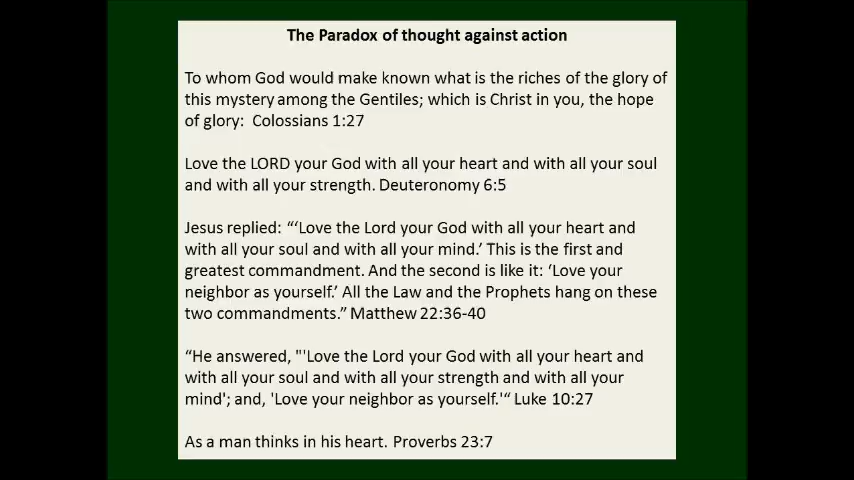 The Paradox of thought against action
To whom God would make known what is the riches of the glory of
this mystery among the Gentiles; which is Christ in you, the hope
of glory:  Colossians 1:27
Love the LORD your God with all your heart and with all your soul
and with all your strength. Deuteronomy 6:5
Jesus replied: “‘Love the Lord your God with all your heart and
with all your soul and with all your mind.’ This is the first and
greatest commandment. And the second is like it: ‘Love your
neighbor as yourself.’ All the Law and the Prophets hang on these
two commandments.” Matthew 22:36-40
“He answered, "'Love the Lord your God with all your heart and
with all your soul and with all your strength and with all your
mind'; and, 'Love your neighbor as yourself.'“ Luke 10:27
As a man thinks in his heart. Proverbs 23:7